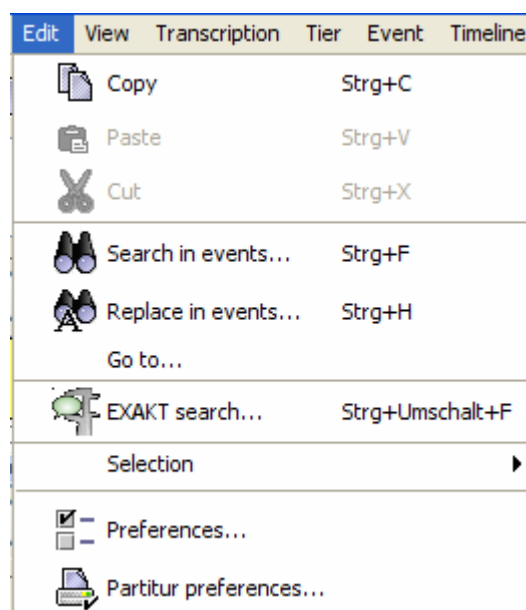 Edit View Transcription Tier Event Timeline
Copy Strg+C
Paste Strg+V
Cut Strg+X
Search in events... Strg+F
Replace in events... Strg+H
Go to...
EXAKT search... Strg+Umschalt+F
Selection
Preferences...
Partitur preferences...